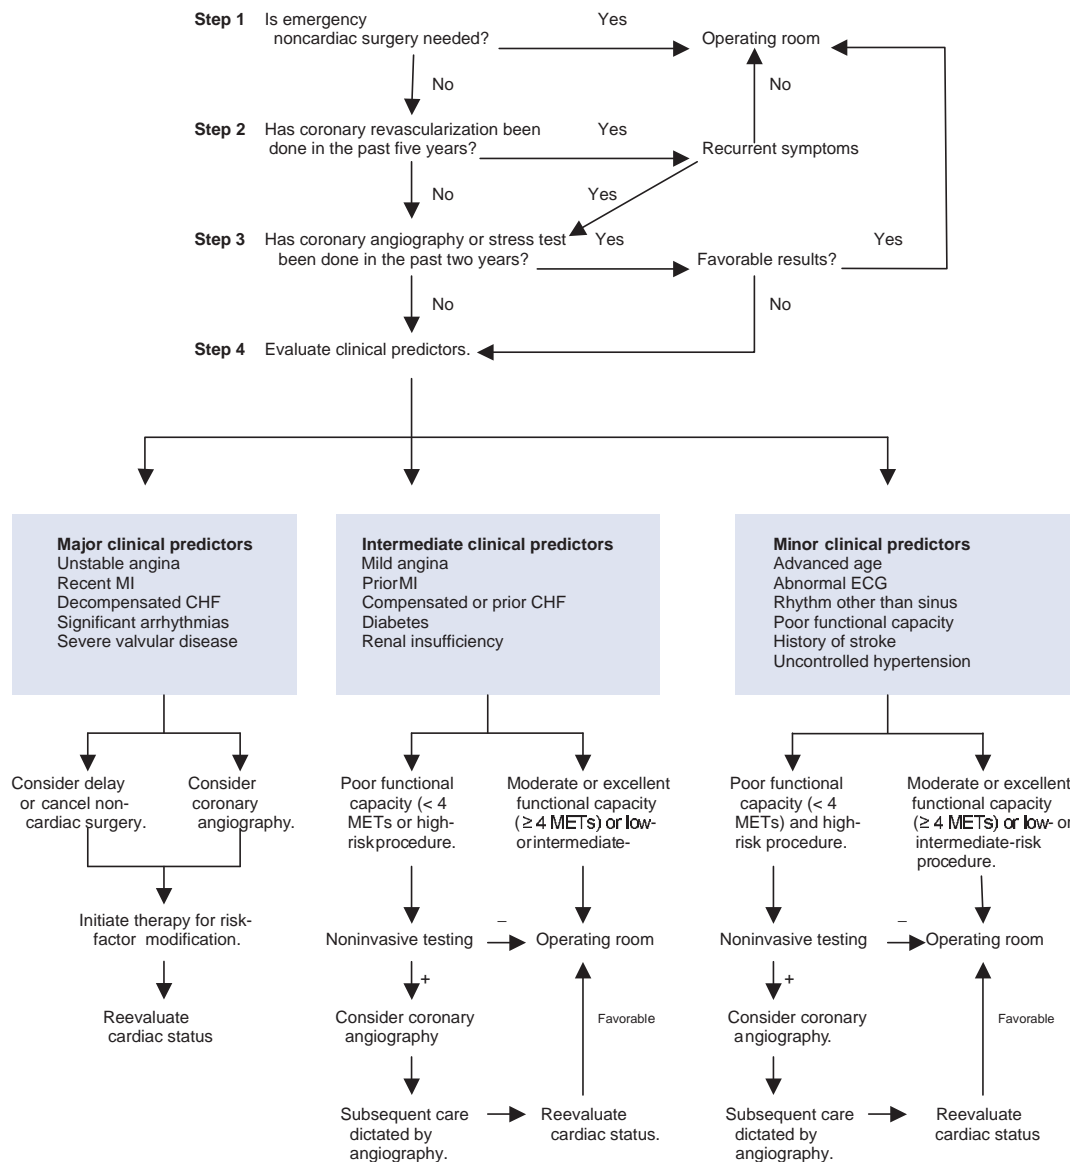 Step 1 Is emergency
noncardiac surgery needed?
Yes
Operating room
No
No
Step 2 Has coronary revascularization been
done in the past five years?
Yes
Recurrent symptoms
No
Yes
Step 3 Has coronary angiography or stress test
been done in the past two years?
Yes
Favorable results?
Yes
No
No
Step 4 Evaluate clinical predictors.
Major clinical predictors
Unstable angina
Recent MI
Decompensated CHF
Significant arrhythmias
Severe valvular disease
Intermediate clinical predictors
Mild angina
Prior MI
Compensated or prior CHF
Diabetes
Renal insufficiency
Minor clinical predictors
Advanced age
Abnormal ECG
Rhythm other than sinus
Poor functional capacity
History of stroke
Uncontrolled hypertension
Consider delay
or cancel non-
cardiac surgery.
Consider
coronary
angiography.
Initiate therapy for risk-
factor modification.
Reevaluate
cardiac status
Poor functional
capacity (< 4
METs or high-
risk procedure.
Moderate or excellent
functional capacity
(≥ 4 METs) or low-
or intermediate-
Noninvasive testing
–
Operating room
+
Consider coronary
angiography
Favorable
Subsequent care
dictated by
angiography.
Reevaluate
cardiac status.
Poor functional
capacity (< 4
METs) and high-
risk procedure.
Moderate or excellent
functional capacity
(≥ 4 METs) or low- or
intermediate-risk
procedure.
Noninvasive testing
–
Operating room
+
Consider coronary
angiography.
Favorable
Subsequent care
dictated by
angiography.
Reevaluate
cardiac status